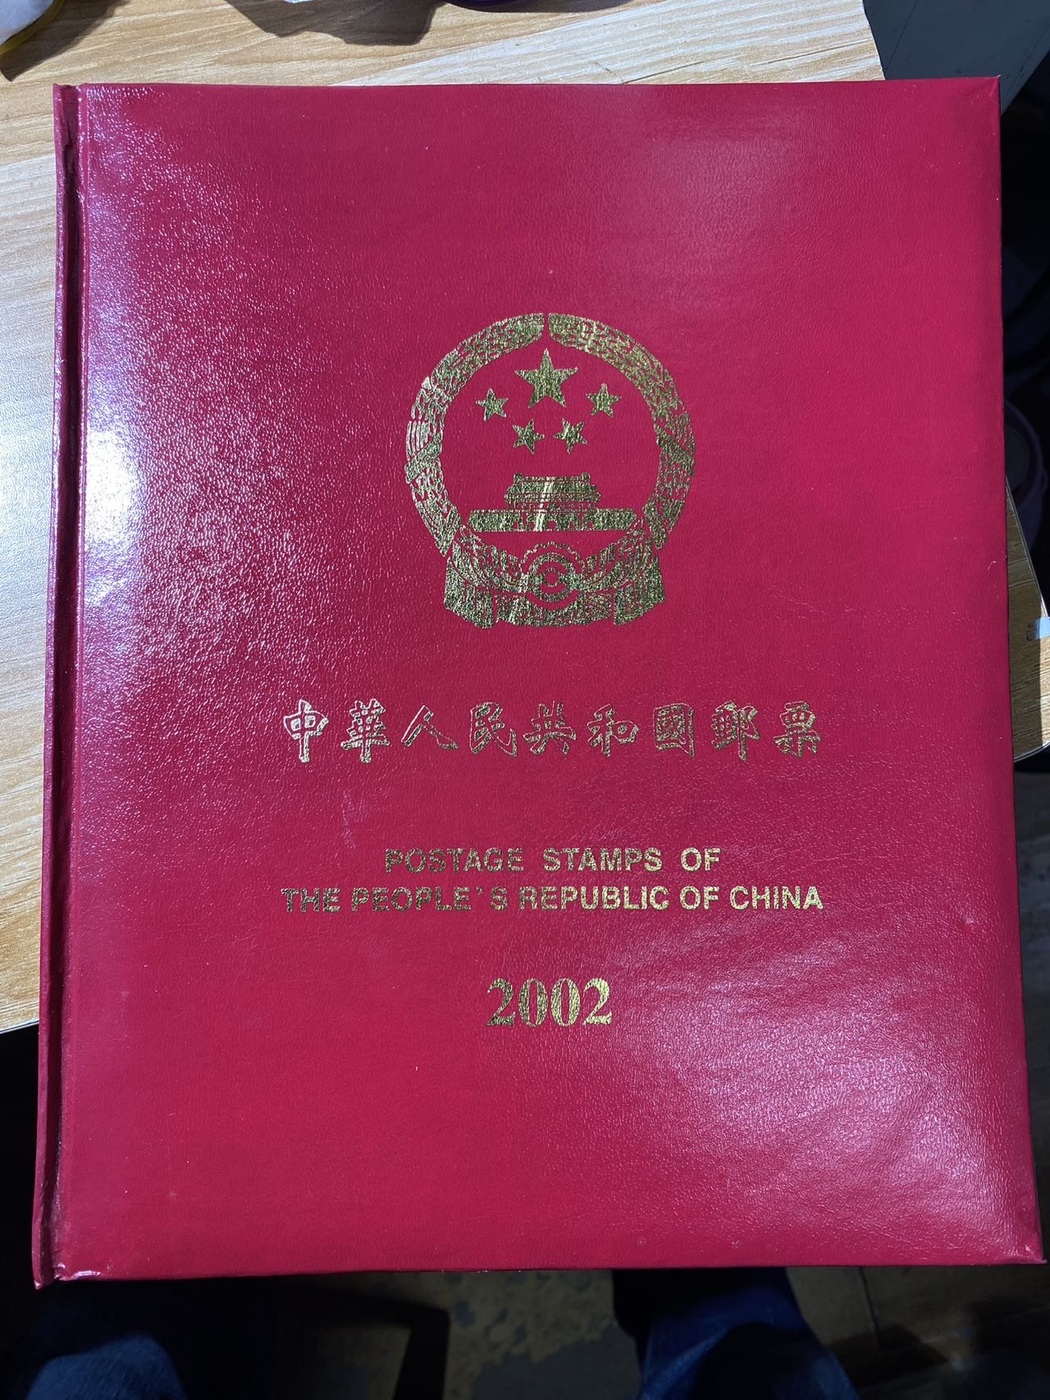 中華人民共和國郵票
POSTAGE STAMPS OF
THE PEOPLE'S REPUBLIC OF CHINA
2002